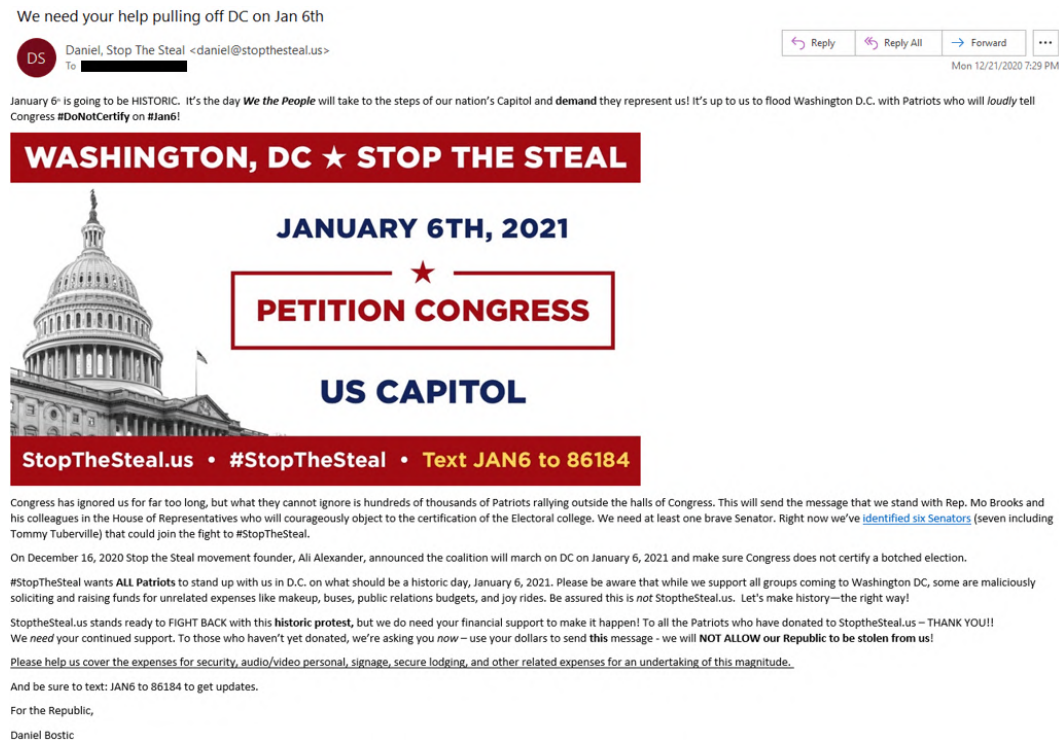 We need your help pulling off DC on Jan 6th
DS
Daniel, Stop The Steal <daniel@stopthesteal.us>
To
Reply
Reply All
Forward
Mon 12/21/2020 7:29 PM
January 6th is going to be HISTORIC. It's the day We the People will take to the steps of our nation's Capitol and demand they represent us! It's up to us to flood Washington D.C. with Patriots who will loudly tell
Congress #DoNotCertify on #Jan6!
WASHINGTON, DC ★ STOP THE STEAL
JANUARY 6TH, 2021
PETITION CONGRESS
US CAPITOL
StopTheSteal.us • #StopTheSteal • Text JAN6 to 86184
Congress has ignored us for far too long, but what they cannot ignore is hundreds of thousands of Patriots rallying outside the halls of Congress. This will send the message that we stand with Rep. Mo Brooks and
his colleagues in the House of Representatives who will courageously object to the certification of the Electoral college. We need at least one brave Senator. Right now we've identified six Senators (seven including
Tommy Tuberville) that could join the fight to #StopTheSteal.
On December 16, 2020 Stop the Steal movement founder, Ali Alexander, announced the coalition will march on DC on January 6, 2021 and make sure Congress does not certify a botched election.
#StopTheSteal wants ALL Patriots to stand up with us in D.C. on what should be a historic day, January 6, 2021. Please be aware that while we support all groups coming to Washington DC, some are maliciously
soliciting and raising funds for unrelated expenses like makeup, buses, public relations budgets, and joy rides. Be assured this is not StoptheSteal.us. Let's make history—the right way!
StoptheSteal.us stands ready to FIGHT BACK with this historic protest, but we do need your financial support to make it happen! To all the Patriots who have donated to StoptheSteal.us – THANK YOU!!
We need your continued support. To those who haven't yet donated, we're asking you now – use your dollars to send this message - we will NOT ALLOW our Republic to be stolen from us!
Please help us cover the expenses for security, audio/video personal, signage, secure lodging, and other related expenses for an undertaking of this magnitude.
And be sure to text: JAN6 to 86184 to get updates.
For the Republic,
Daniel Bostic